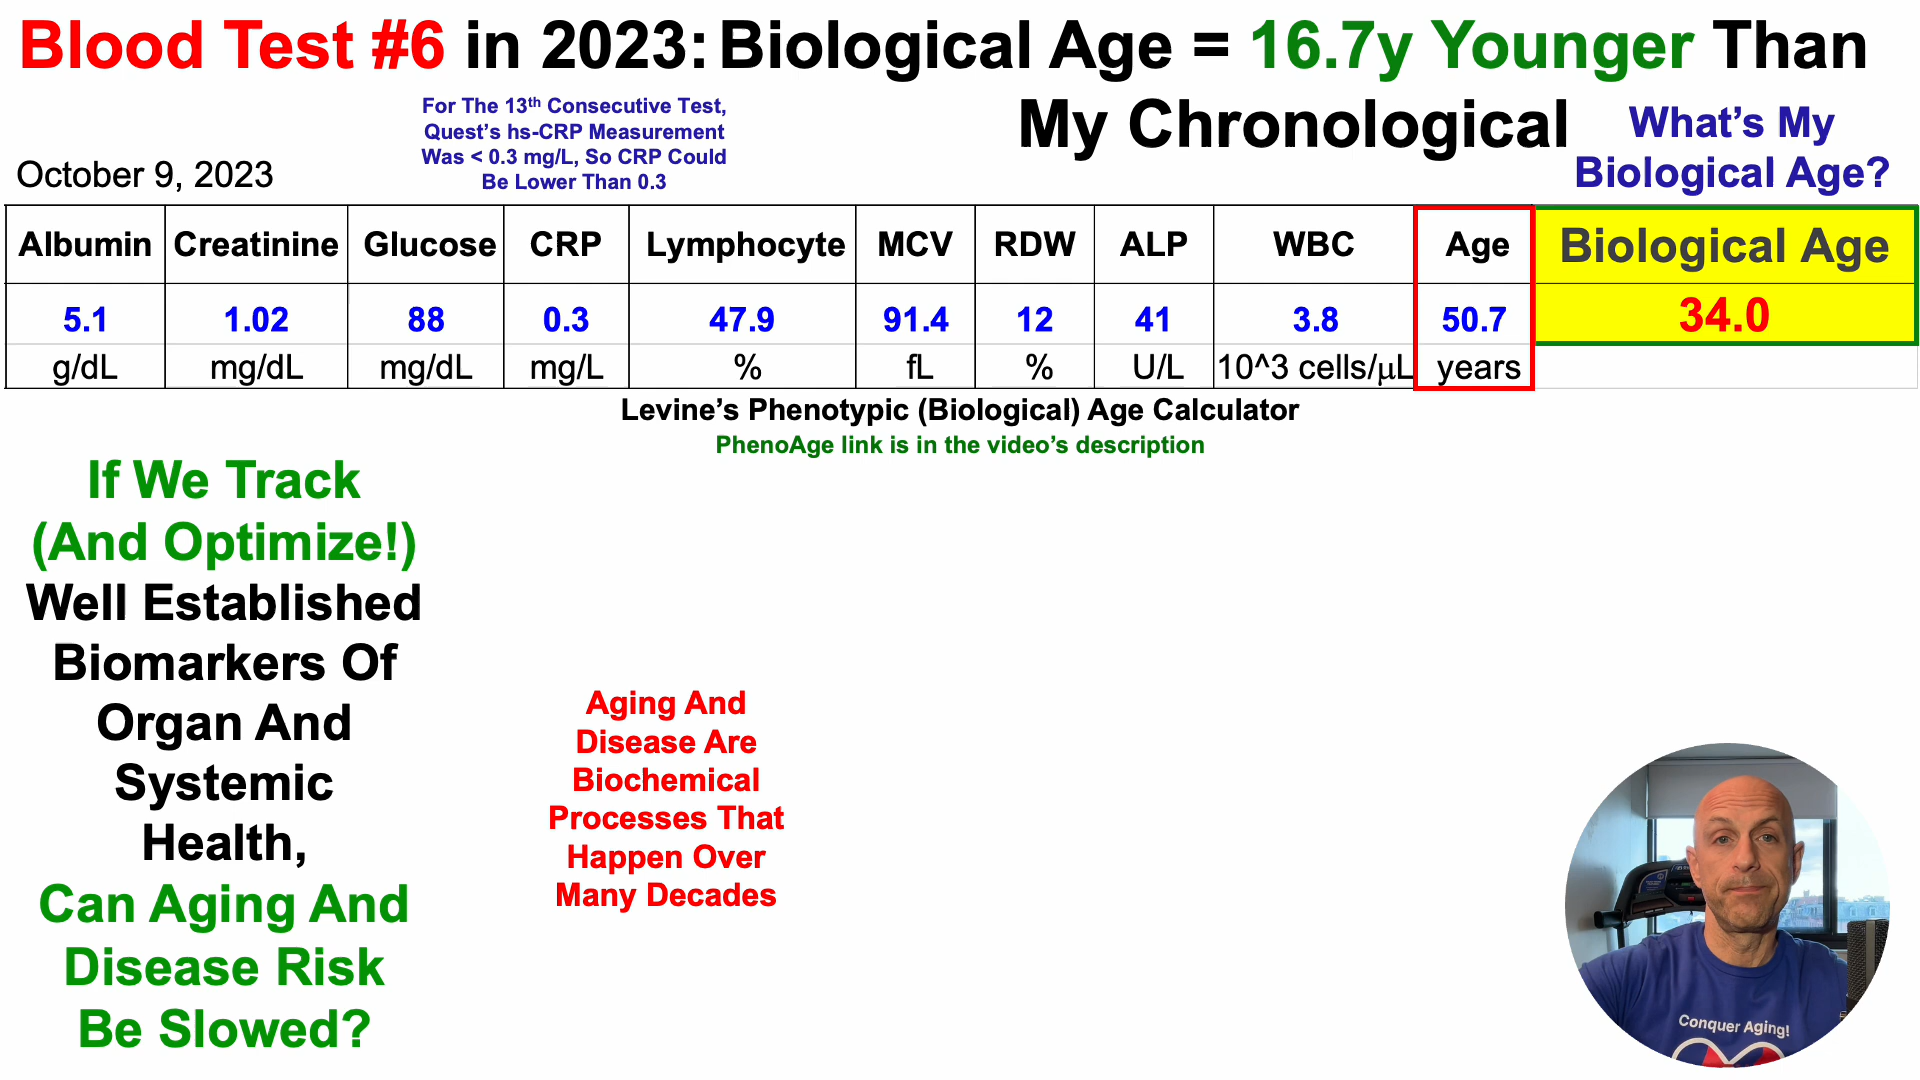 Blood Test #6 in 2023: Biological Age = 16.7y Younger Than
My Chronological
For The 13th Consecutive Test,
Quest's hs-CRP Measurement
Was < 0.3 mg/L, So CRP Could
Be Lower Than 0.3
What's My
Biological Age?
October 9, 2023
Albumin Creatinine Glucose CRP Lymphocyte MCV RDW ALP WBC Age Biological Age
5.1 1.02 88 0.3 47.9 91.4 12 41 3.8 50.7 34.0
g/dL mg/dL mg/dL mg/L % fL % U/L 10^3 cells/μL years
Levine's Phenotypic (Biological) Age Calculator
PhenoAge link is in the video's description
If We Track
(And Optimize!)
Well Established
Biomarkers Of
Organ And
Systemic
Health,
Can Aging And
Disease Risk
Be Slowed?
Aging And
Disease Are
Biochemical
Processes That
Happen Over
Many Decades
Conquer Aging!